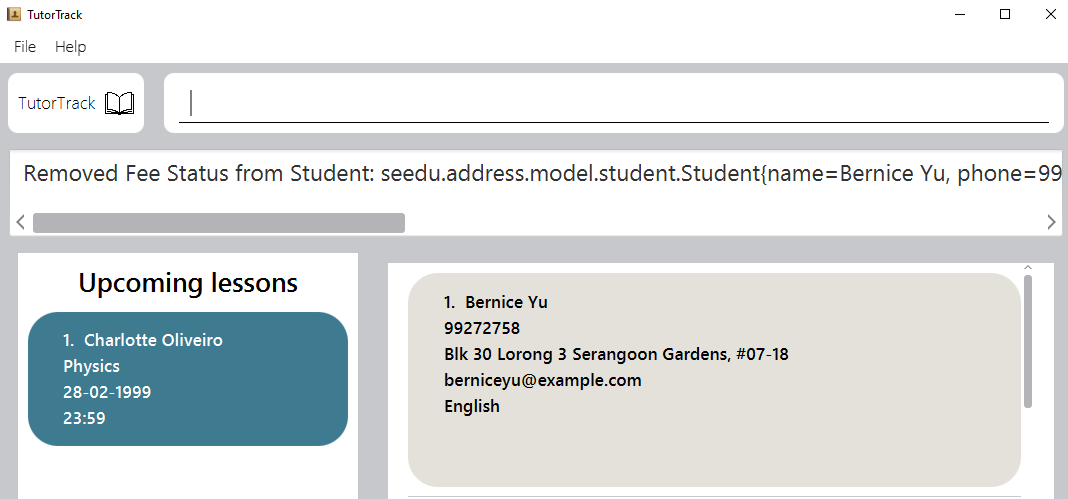 TutorTrack
File Help
TutorTrack
Removed Fee Status from Student: seedu.address.model.student.Student{name=Bernice Yu, phone=99
Upcoming lessons
1. Charlotte Oliveiro
Physics
28-02-1999
23:59
1. Bernice Yu
99272758
Blk 30 Lorong 3 Serangoon Gardens, #07-18
berniceyu@example.com
English